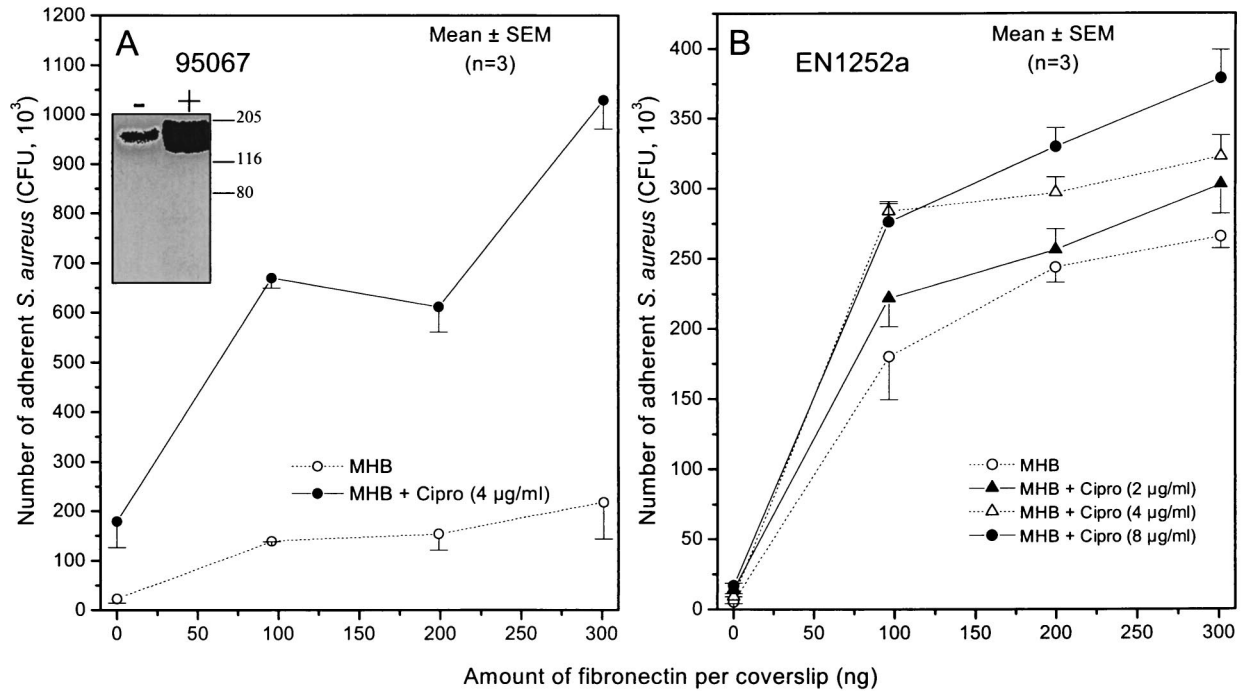 A
95067
- +
205
116
80
Mean ± SEM
(n=3)
1200
1100
1000
900
800
700
600
500
400
300
200
100
0
Number of adherent S. aureus (CFU, 10³)
MHB
MHB + Cipro (4 µg/ml)
0 50 100 150 200 250 300
B
EN1252a
Mean ± SEM
(n=3)
400
350
300
250
200
150
100
50
0
Number of adherent S. aureus (CFU, 10³)
MHB
MHB + Cipro (2 µg/ml)
MHB + Cipro (4 µg/ml)
MHB + Cipro (8 µg/ml)
0 50 100 150 200 250 300
Amount of fibronectin per coverslip (ng)